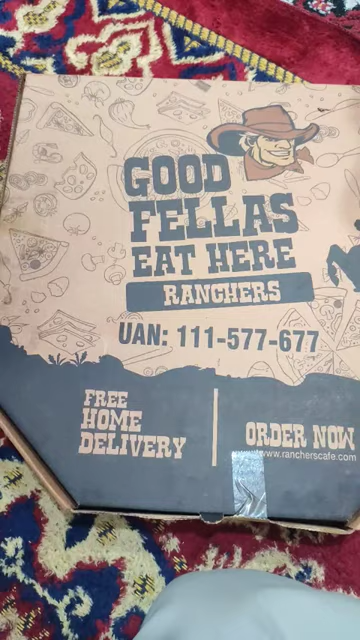 GOOD
FELLAS
EAT HERE
RANCHERS
UAN: 111-577-677
FREE
HOME
DELIVERY
ORDER NOW
www.rancherscafe.com